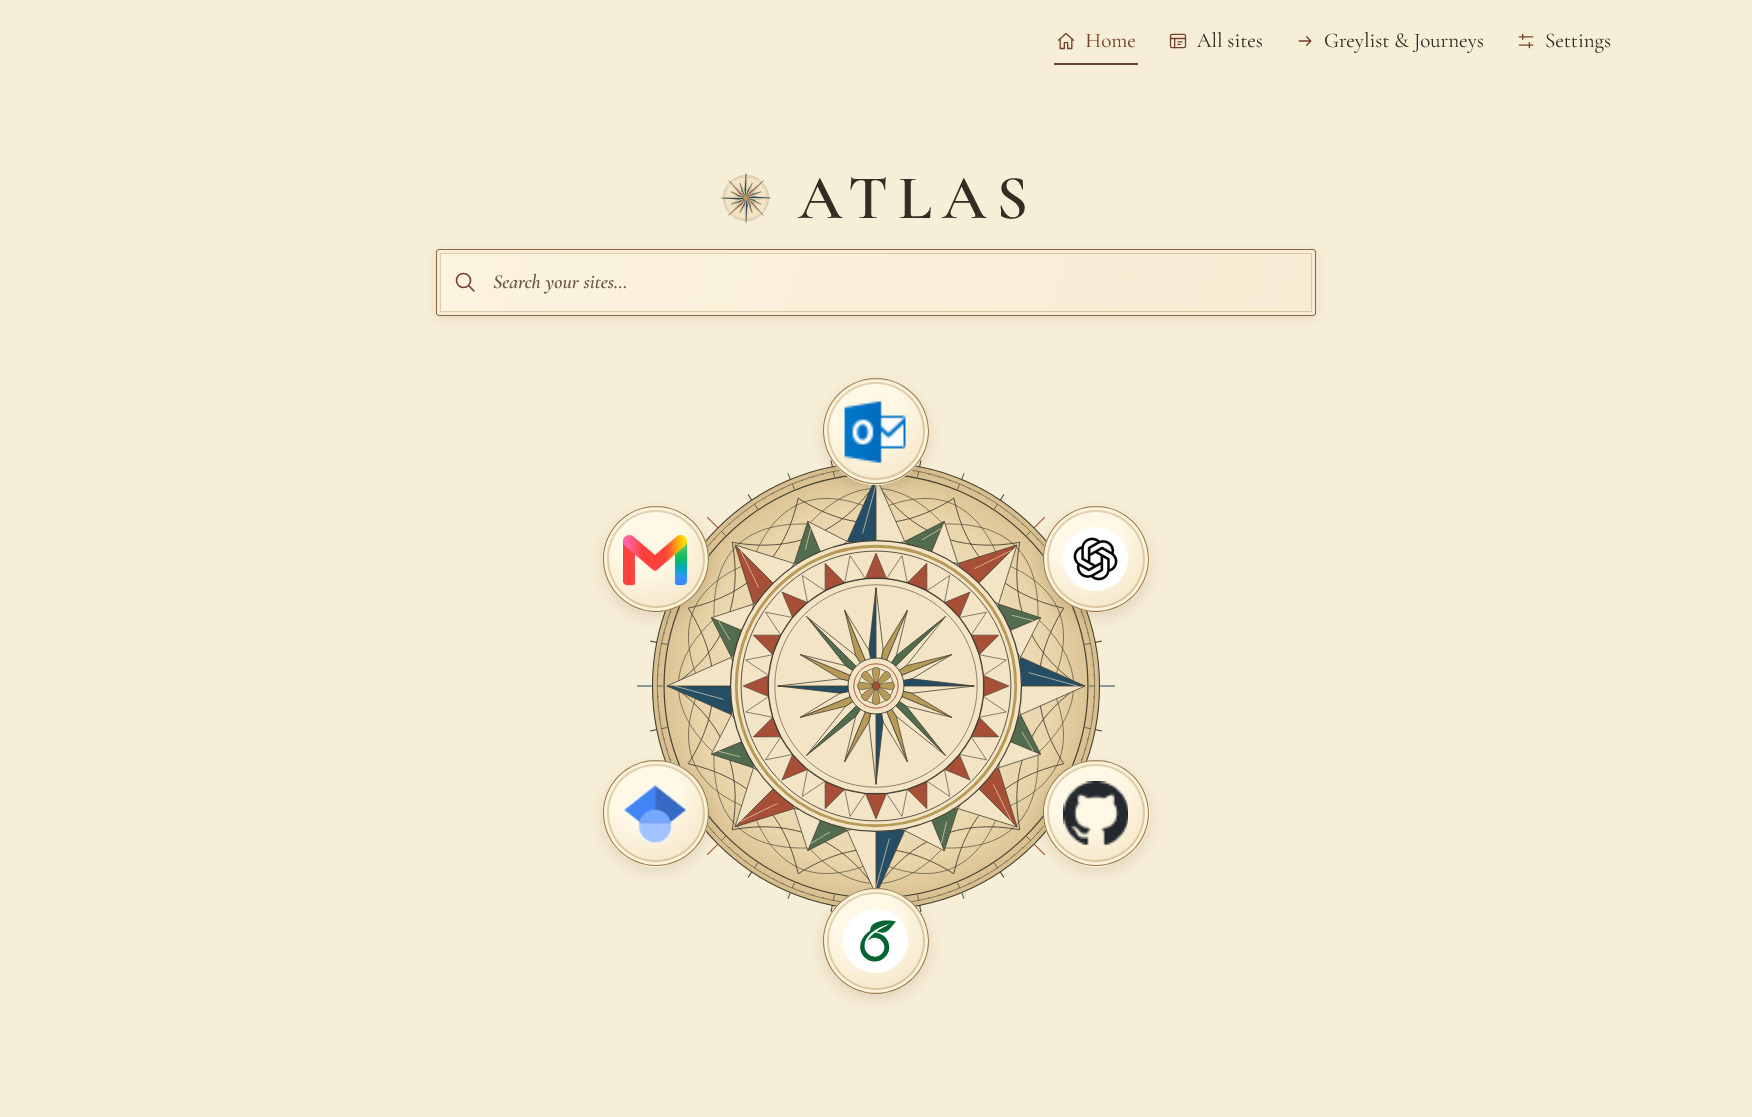 Home
All sites
Greylist & Journeys
Settings
ATLAS
Search your sites...